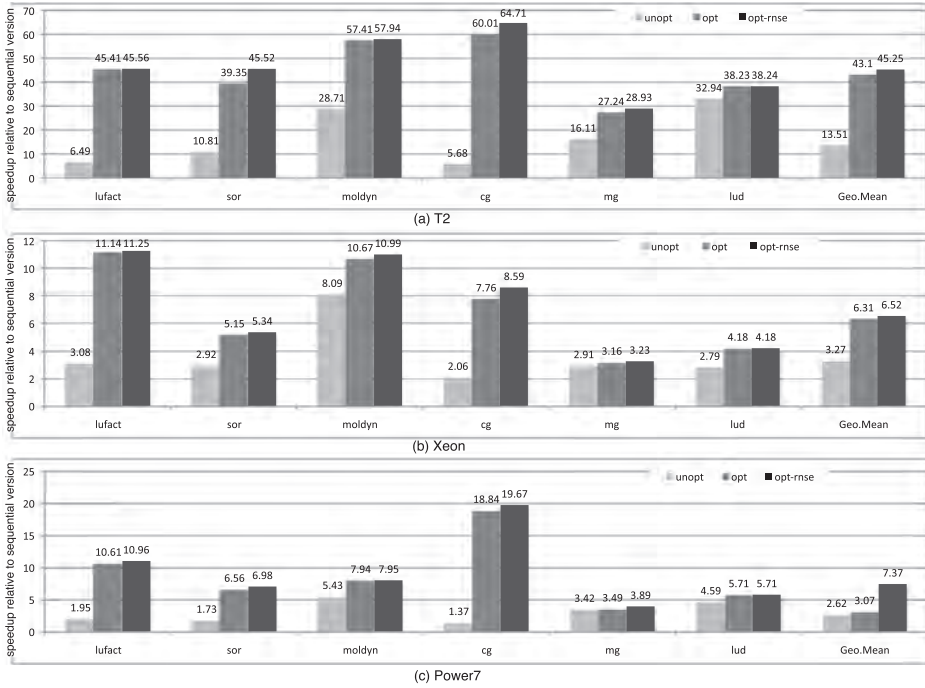 speedup relative to sequential version
70
60
50
40
30
20
10
0
unopt opt opt-rnse
6.49 45.41 45.56
10.81 39.35 45.52
28.71 57.41 57.94
5.68 60.01 64.71
16.11 27.24 28.93
32.94 38.23 38.24
13.51 43.1 45.25
lufact sor moldyn cg mg lud Geo.Mean
(a) T2
speedup relative to sequential version
12
10
8
6
4
2
0
unopt opt opt-rnse
3.08 11.14 11.25
2.92 5.15 5.34
8.09 10.67 10.99
2.06 7.76 8.59
2.91 3.16 3.23
2.79 4.18 4.18
3.27 6.31 6.52
lufact sor moldyn cg mg lud Geo.Mean
(b) Xeon
speedup relative to sequential version
25
20
15
10
5
0
unopt opt opt-rnse
1.95 10.61 10.96
1.73 6.56 6.98
5.43 7.94 7.95
1.37 18.84 19.67
3.42 3.49 3.89
4.59 5.71 5.71
2.62 3.07 7.37
lufact sor moldyn cg mg lud Geo.Mean
(c) Power7